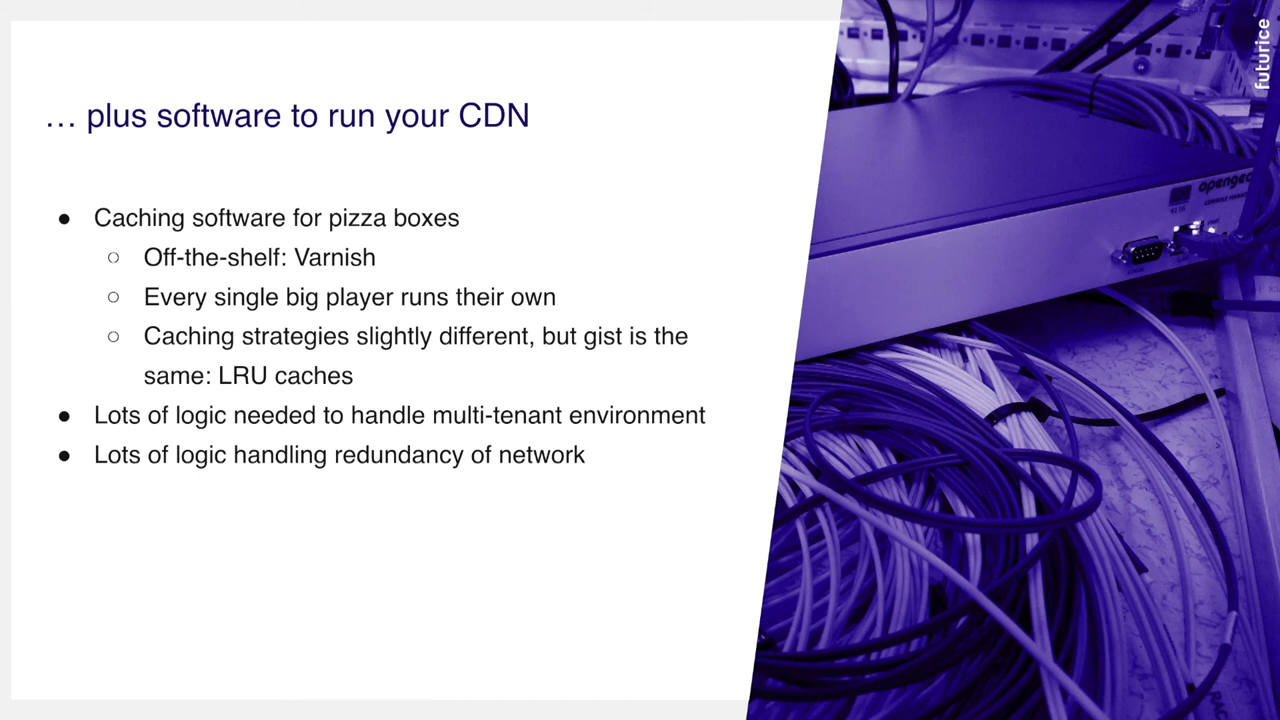 futurice
… plus software to run your CDN
● Caching software for pizza boxes
○ Off-the-shelf: Varnish
○ Every single big player runs their own
○ Caching strategies slightly different, but gist is the
same: LRU caches
● Lots of logic needed to handle multi-tenant environment
● Lots of logic handling redundancy of network
opengear